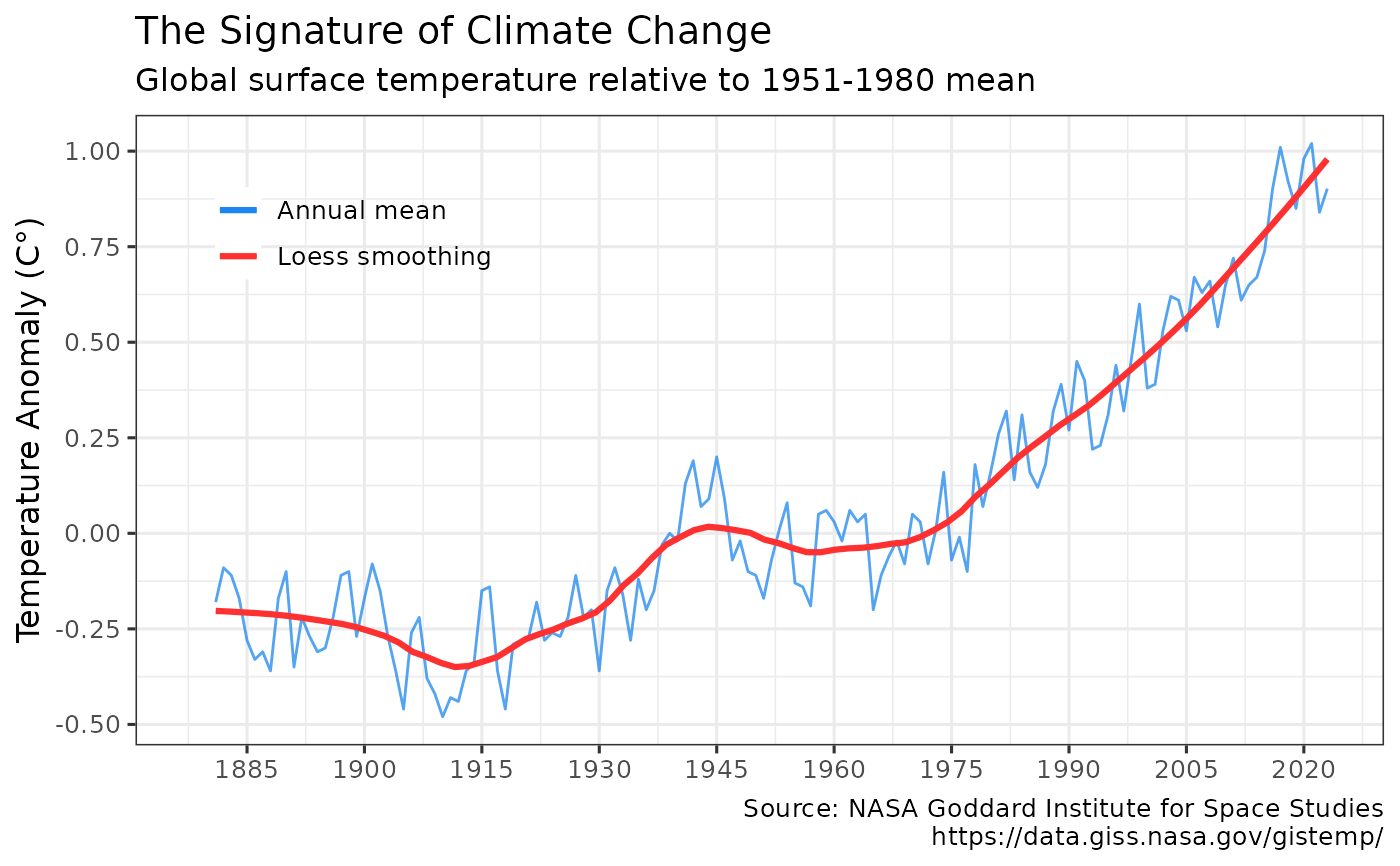 The Signature of Climate Change
Global surface temperature relative to 1951-1980 mean
Temperature Anomaly (C°)
1.00
0.75
0.50
0.25
0.00
-0.25
-0.50
Annual mean
Loess smoothing
1885 1900 1915 1930 1945 1960 1975 1990 2005 2020
Source: NASA Goddard Institute for Space Studies
https://data.giss.nasa.gov/gistemp/